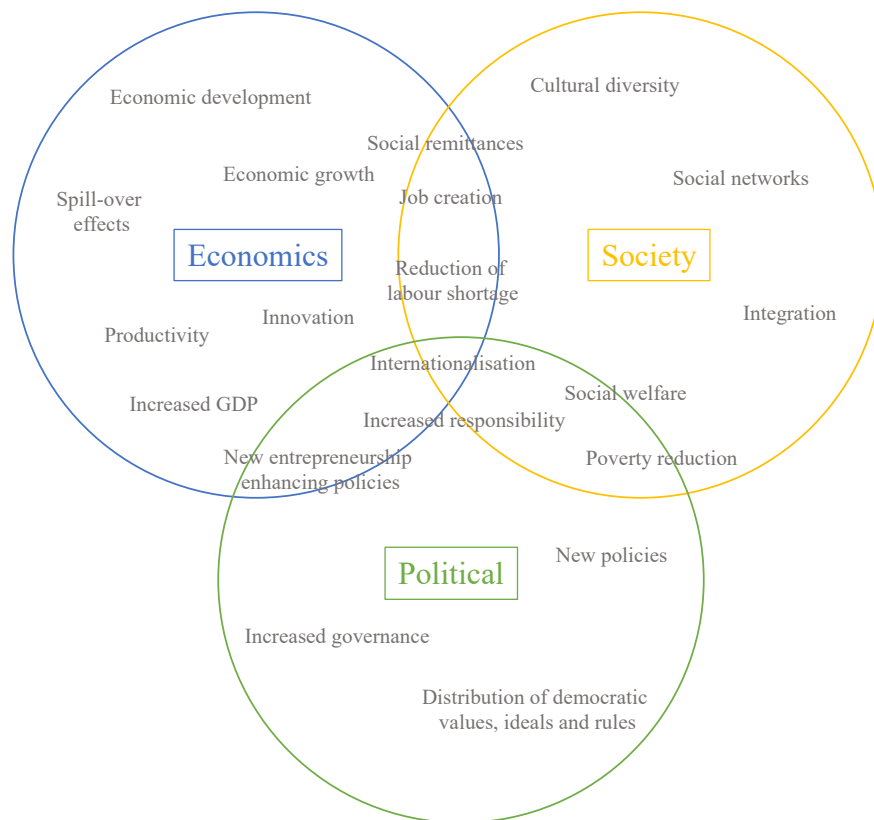 Cultural diversity
Economic development
Social remittances
Economic growth
Social networks
Job creation
Spill-over
effects
Economics
Society
Reduction of
labour shortage
Integration
Innovation
Productivity
Internationalisation
Social welfare
Increased GDP
Increased responsibility
New entrepreneurship
enhancing policies
Poverty reduction
New policies
Political
Increased governance
Distribution of democratic
values, ideals and rules